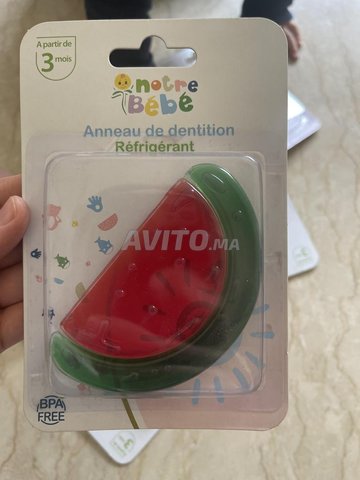 A partir de
3 mois
notre
Bébé
Anneau de dentition
Réfrigérant
AVITO.MA
BPA
FREE